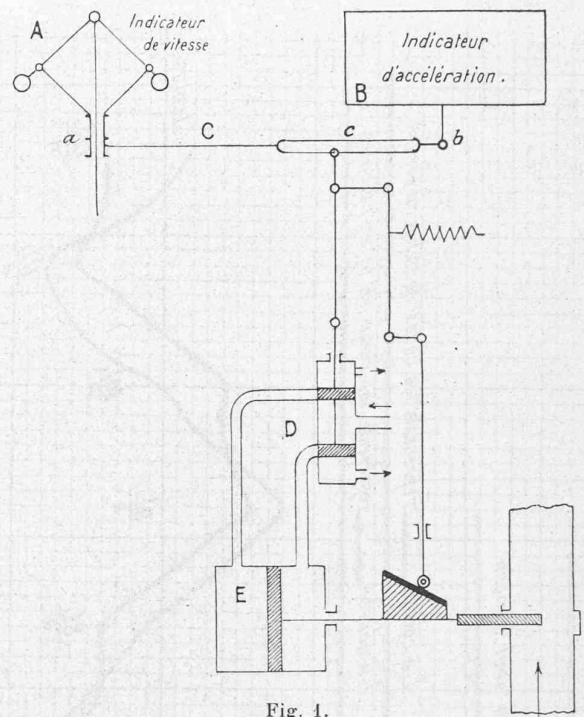 A
Indicateur
de vitesse
Indicateur
d'accélération.
B
a
C
c
b
D
E
Fig. 1.